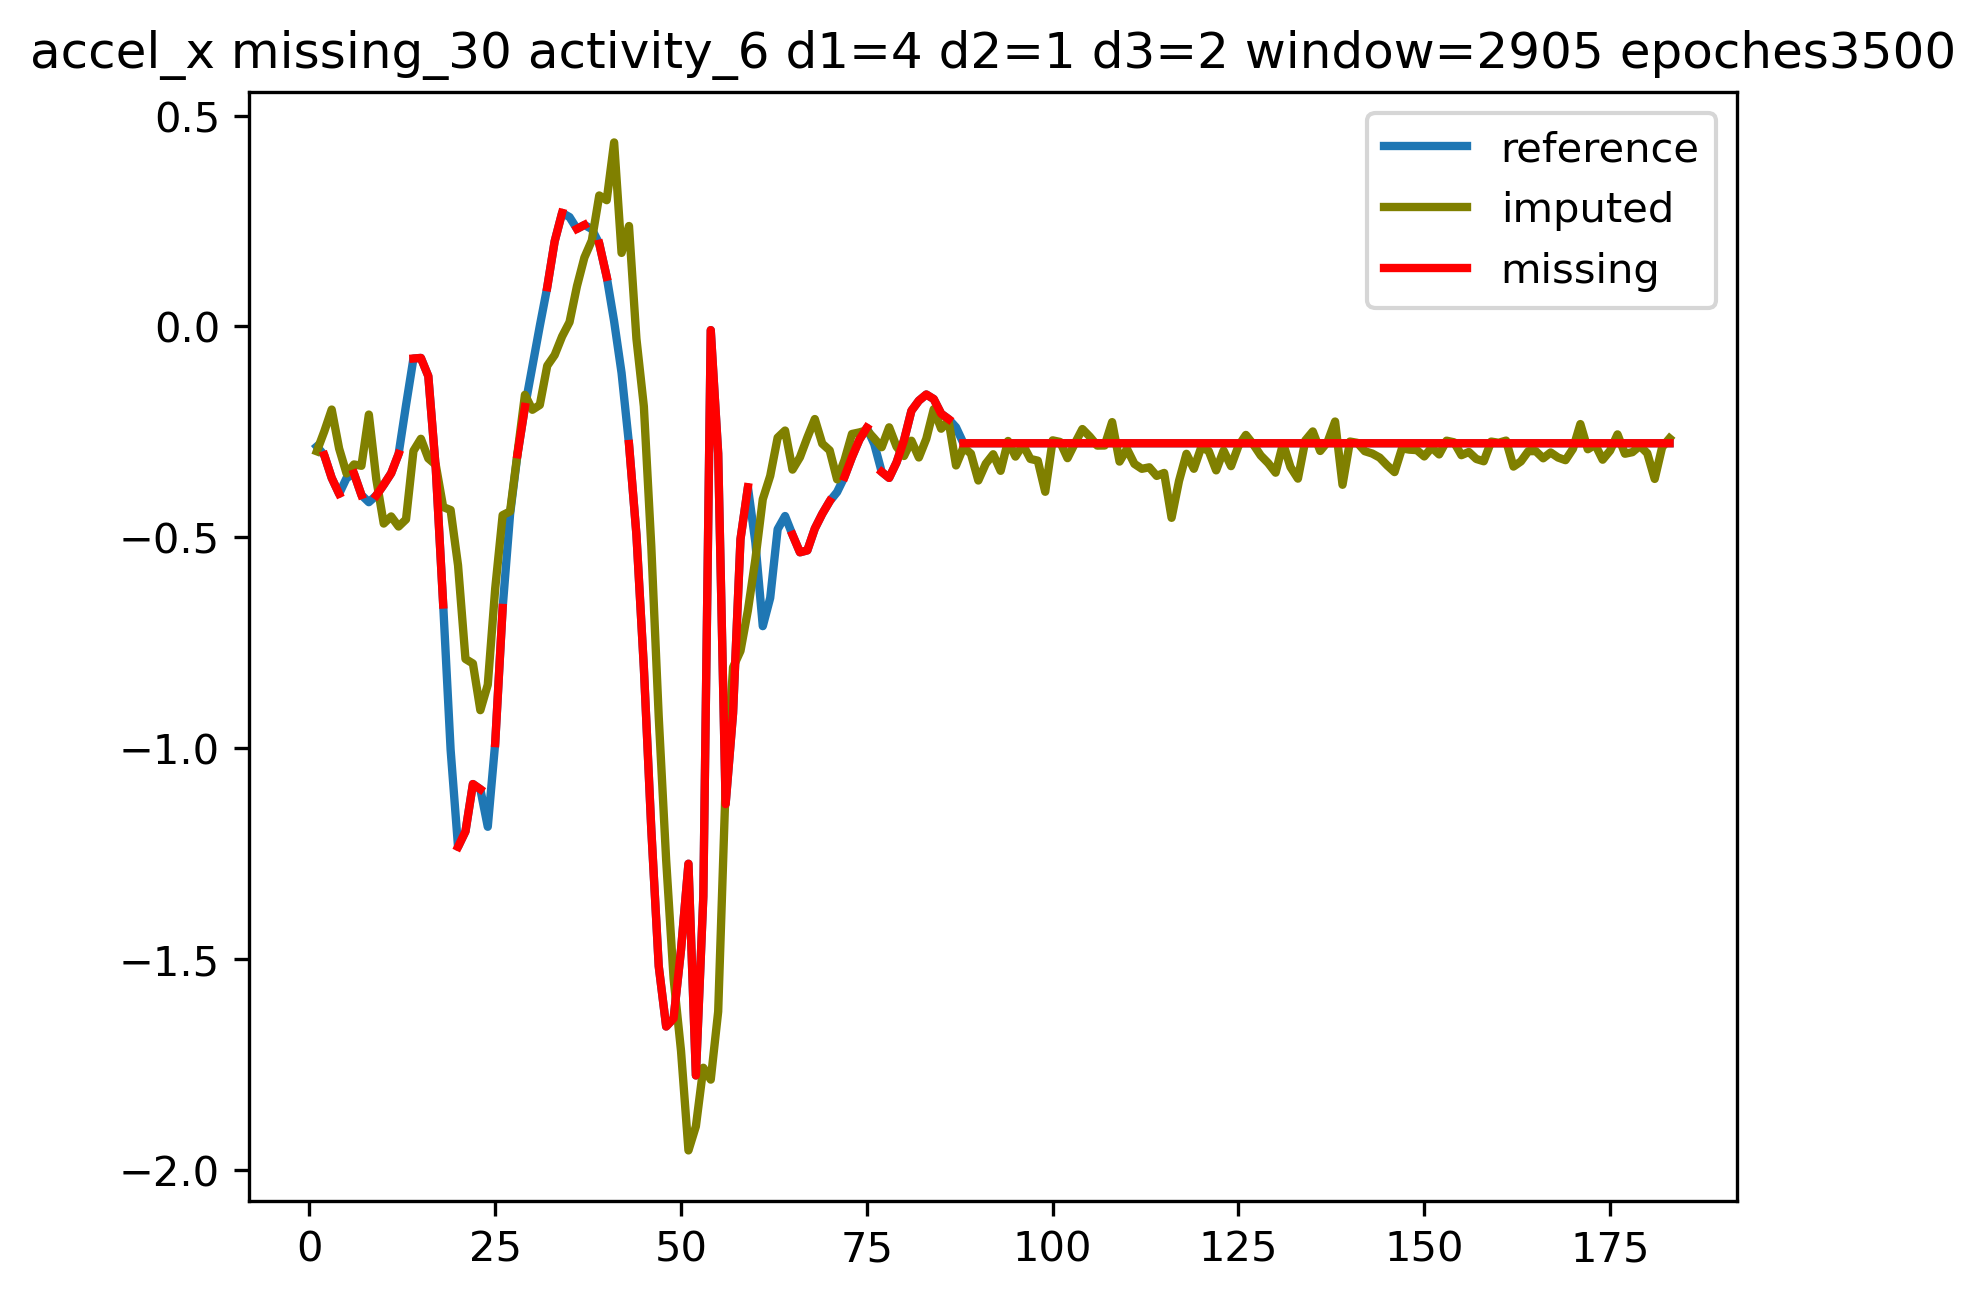 accel_x missing_30 activity_6 d1=4 d2=1 d3=2 window=2905 epoches3500
reference
imputed
missing
0.5
0.0
−0.5
−1.0
−1.5
−2.0
0 25 50 75 100 125 150 175